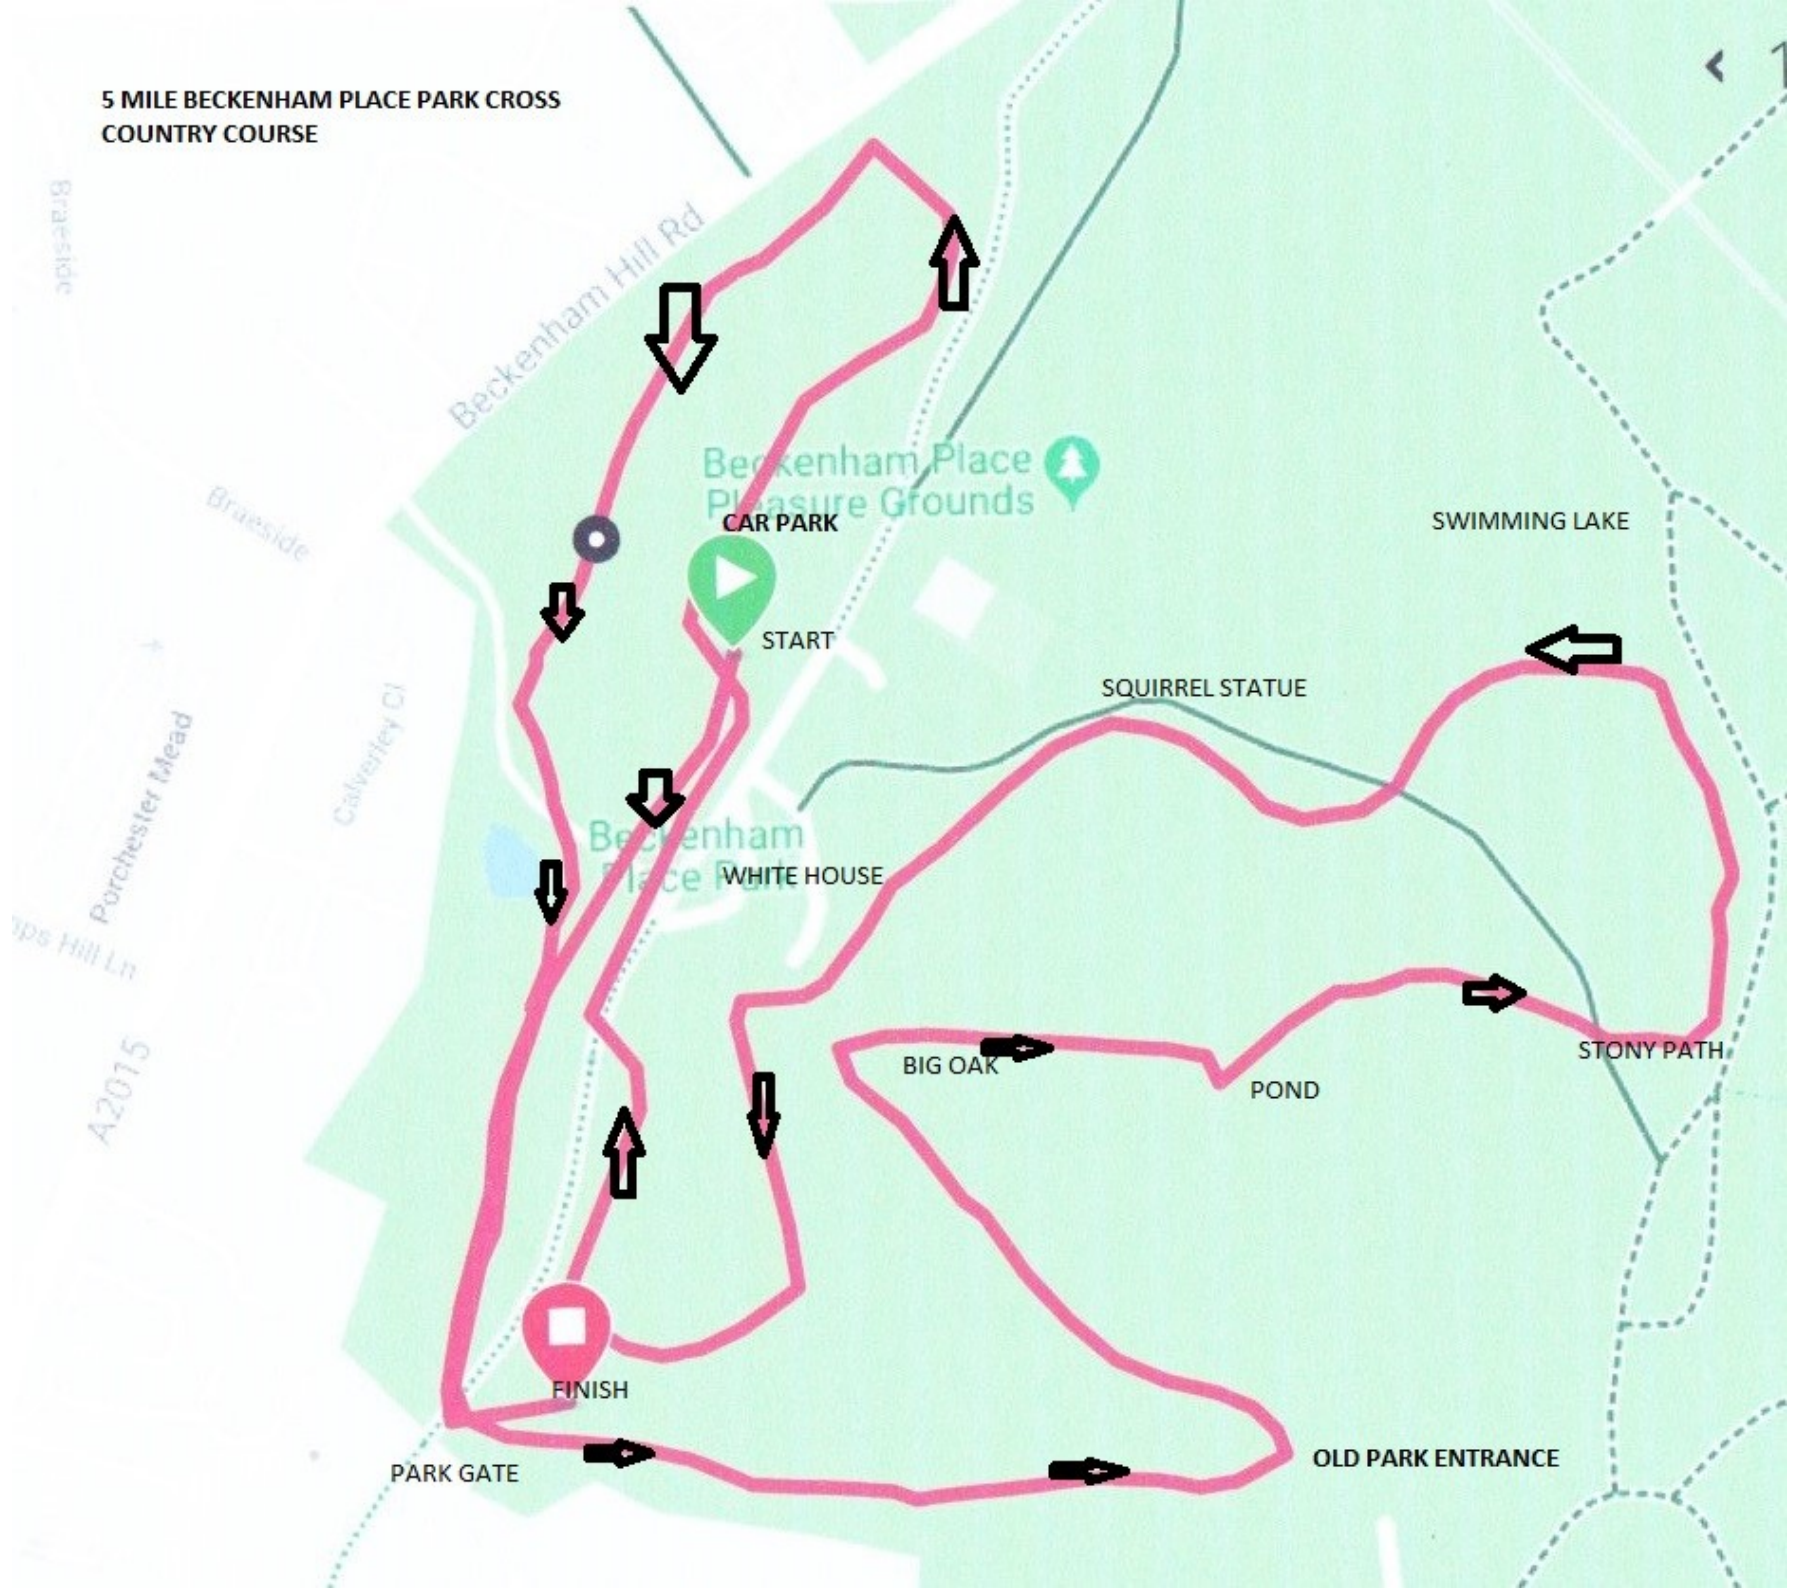 5 MILE BECKENHAM PLACE PARK CROSS
COUNTRY COURSE
Braeside
Beckenham Hill Rd
Braeside
Beckenham Place
Pleasure Grounds
CAR PARK
START
SWIMMING LAKE
SQUIRREL STATUE
Calverley Cl
Porchester Mead
Beckenham
Place Park
WHITE HOUSE
Hill Ln
A2015
BIG OAK
POND
STONY PATH
FINISH
PARK GATE
OLD PARK ENTRANCE